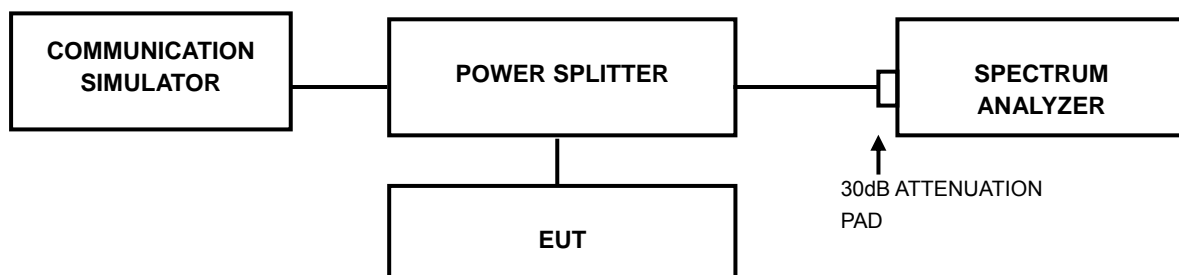 COMMUNICATION
SIMULATOR
POWER SPLITTER
SPECTRUM
ANALYZER
30dB ATTENUATION
PAD
EUT